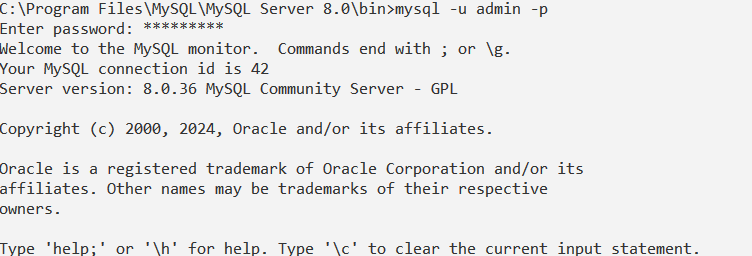 C:\Program Files\MySQL\MySQL Server 8.0\bin>mysql -u admin -p
Enter password: *********
Welcome to the MySQL monitor.  Commands end with ; or \g.
Your MySQL connection id is 42
Server version: 8.0.36 MySQL Community Server - GPL

Copyright (c) 2000, 2024, Oracle and/or its affiliates.

Oracle is a registered trademark of Oracle Corporation and/or its
affiliates. Other names may be trademarks of their respective
owners.

Type 'help;' or '\h' for help. Type '\c' to clear the current input statement.